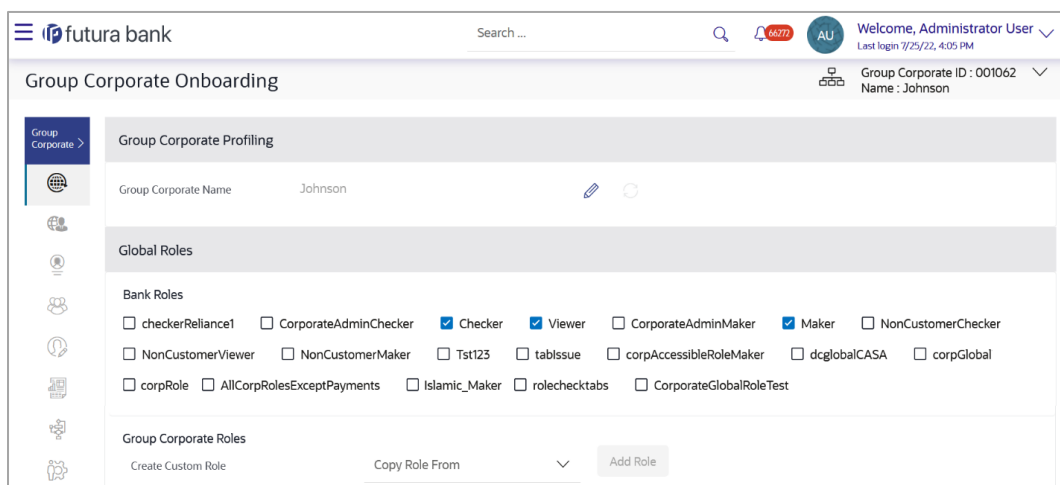 futura bank
Search ...
66272
AU
Welcome, Administrator User
Last login 7/25/22, 4:05 PM
Group Corporate Onboarding
Group Corporate ID : 001062
Name : Johnson
Group
Corporate >
Group Corporate Profiling
Group Corporate Name Johnson
Global Roles
Bank Roles
checkerReliance1 CorporateAdminChecker Checker Viewer CorporateAdminMaker Maker NonCustomerChecker
NonCustomerViewer NonCustomerMaker Tst123 tabIssue corpAccessibleRoleMaker dcglobalCASA corpGlobal
corpRole AllCorpRolesExceptPayments Islamic_Maker rolechecktabs CorporateGlobalRoleTest
Group Corporate Roles
Create Custom Role Copy Role From Add Role